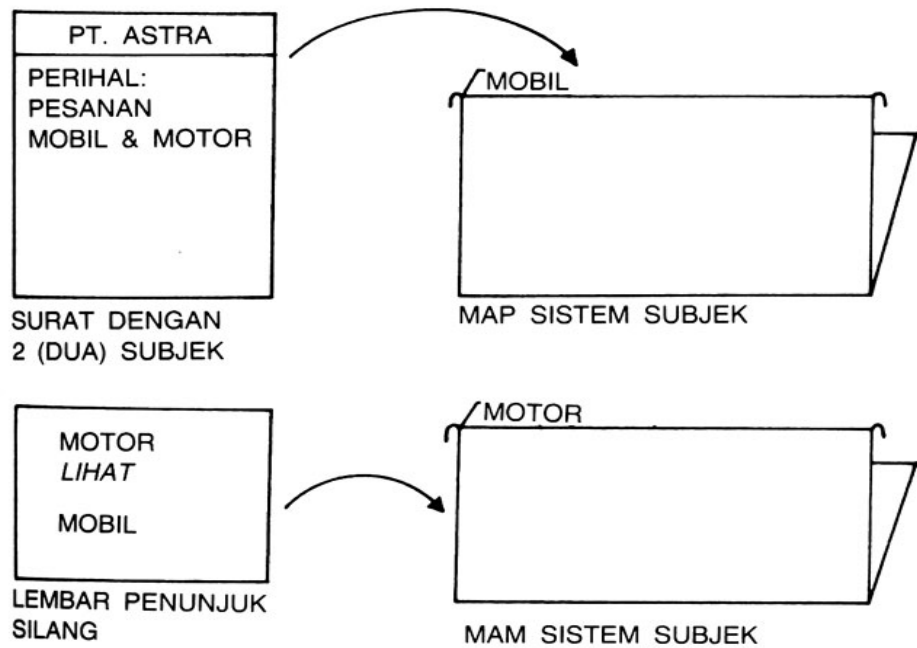 PT. ASTRA
PERIHAL:
PESANAN
MOBIL & MOTOR
SURAT DENGAN
2 (DUA) SUBJEK
MOBIL
MAP SISTEM SUBJEK
MOTOR
LIHAT
MOBIL
LEMBAR PENUNJUK
SILANG
MOTOR
MAM SISTEM SUBJEK